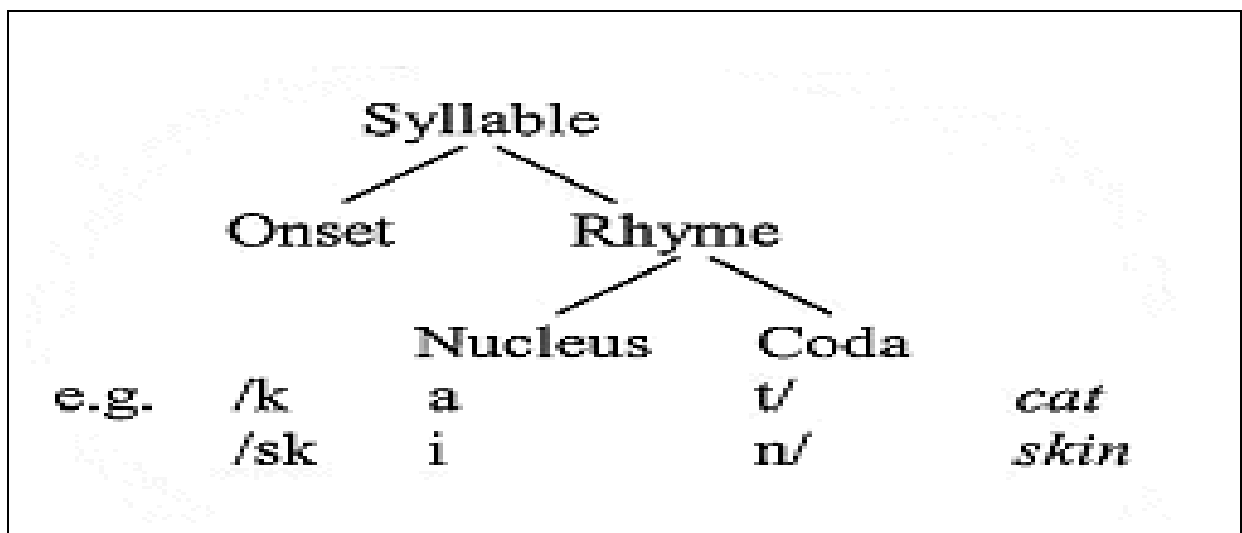 Syllable
Onset Rhyme
Nucleus Coda
e.g. /k a t/ cat
/sk i n/ skin